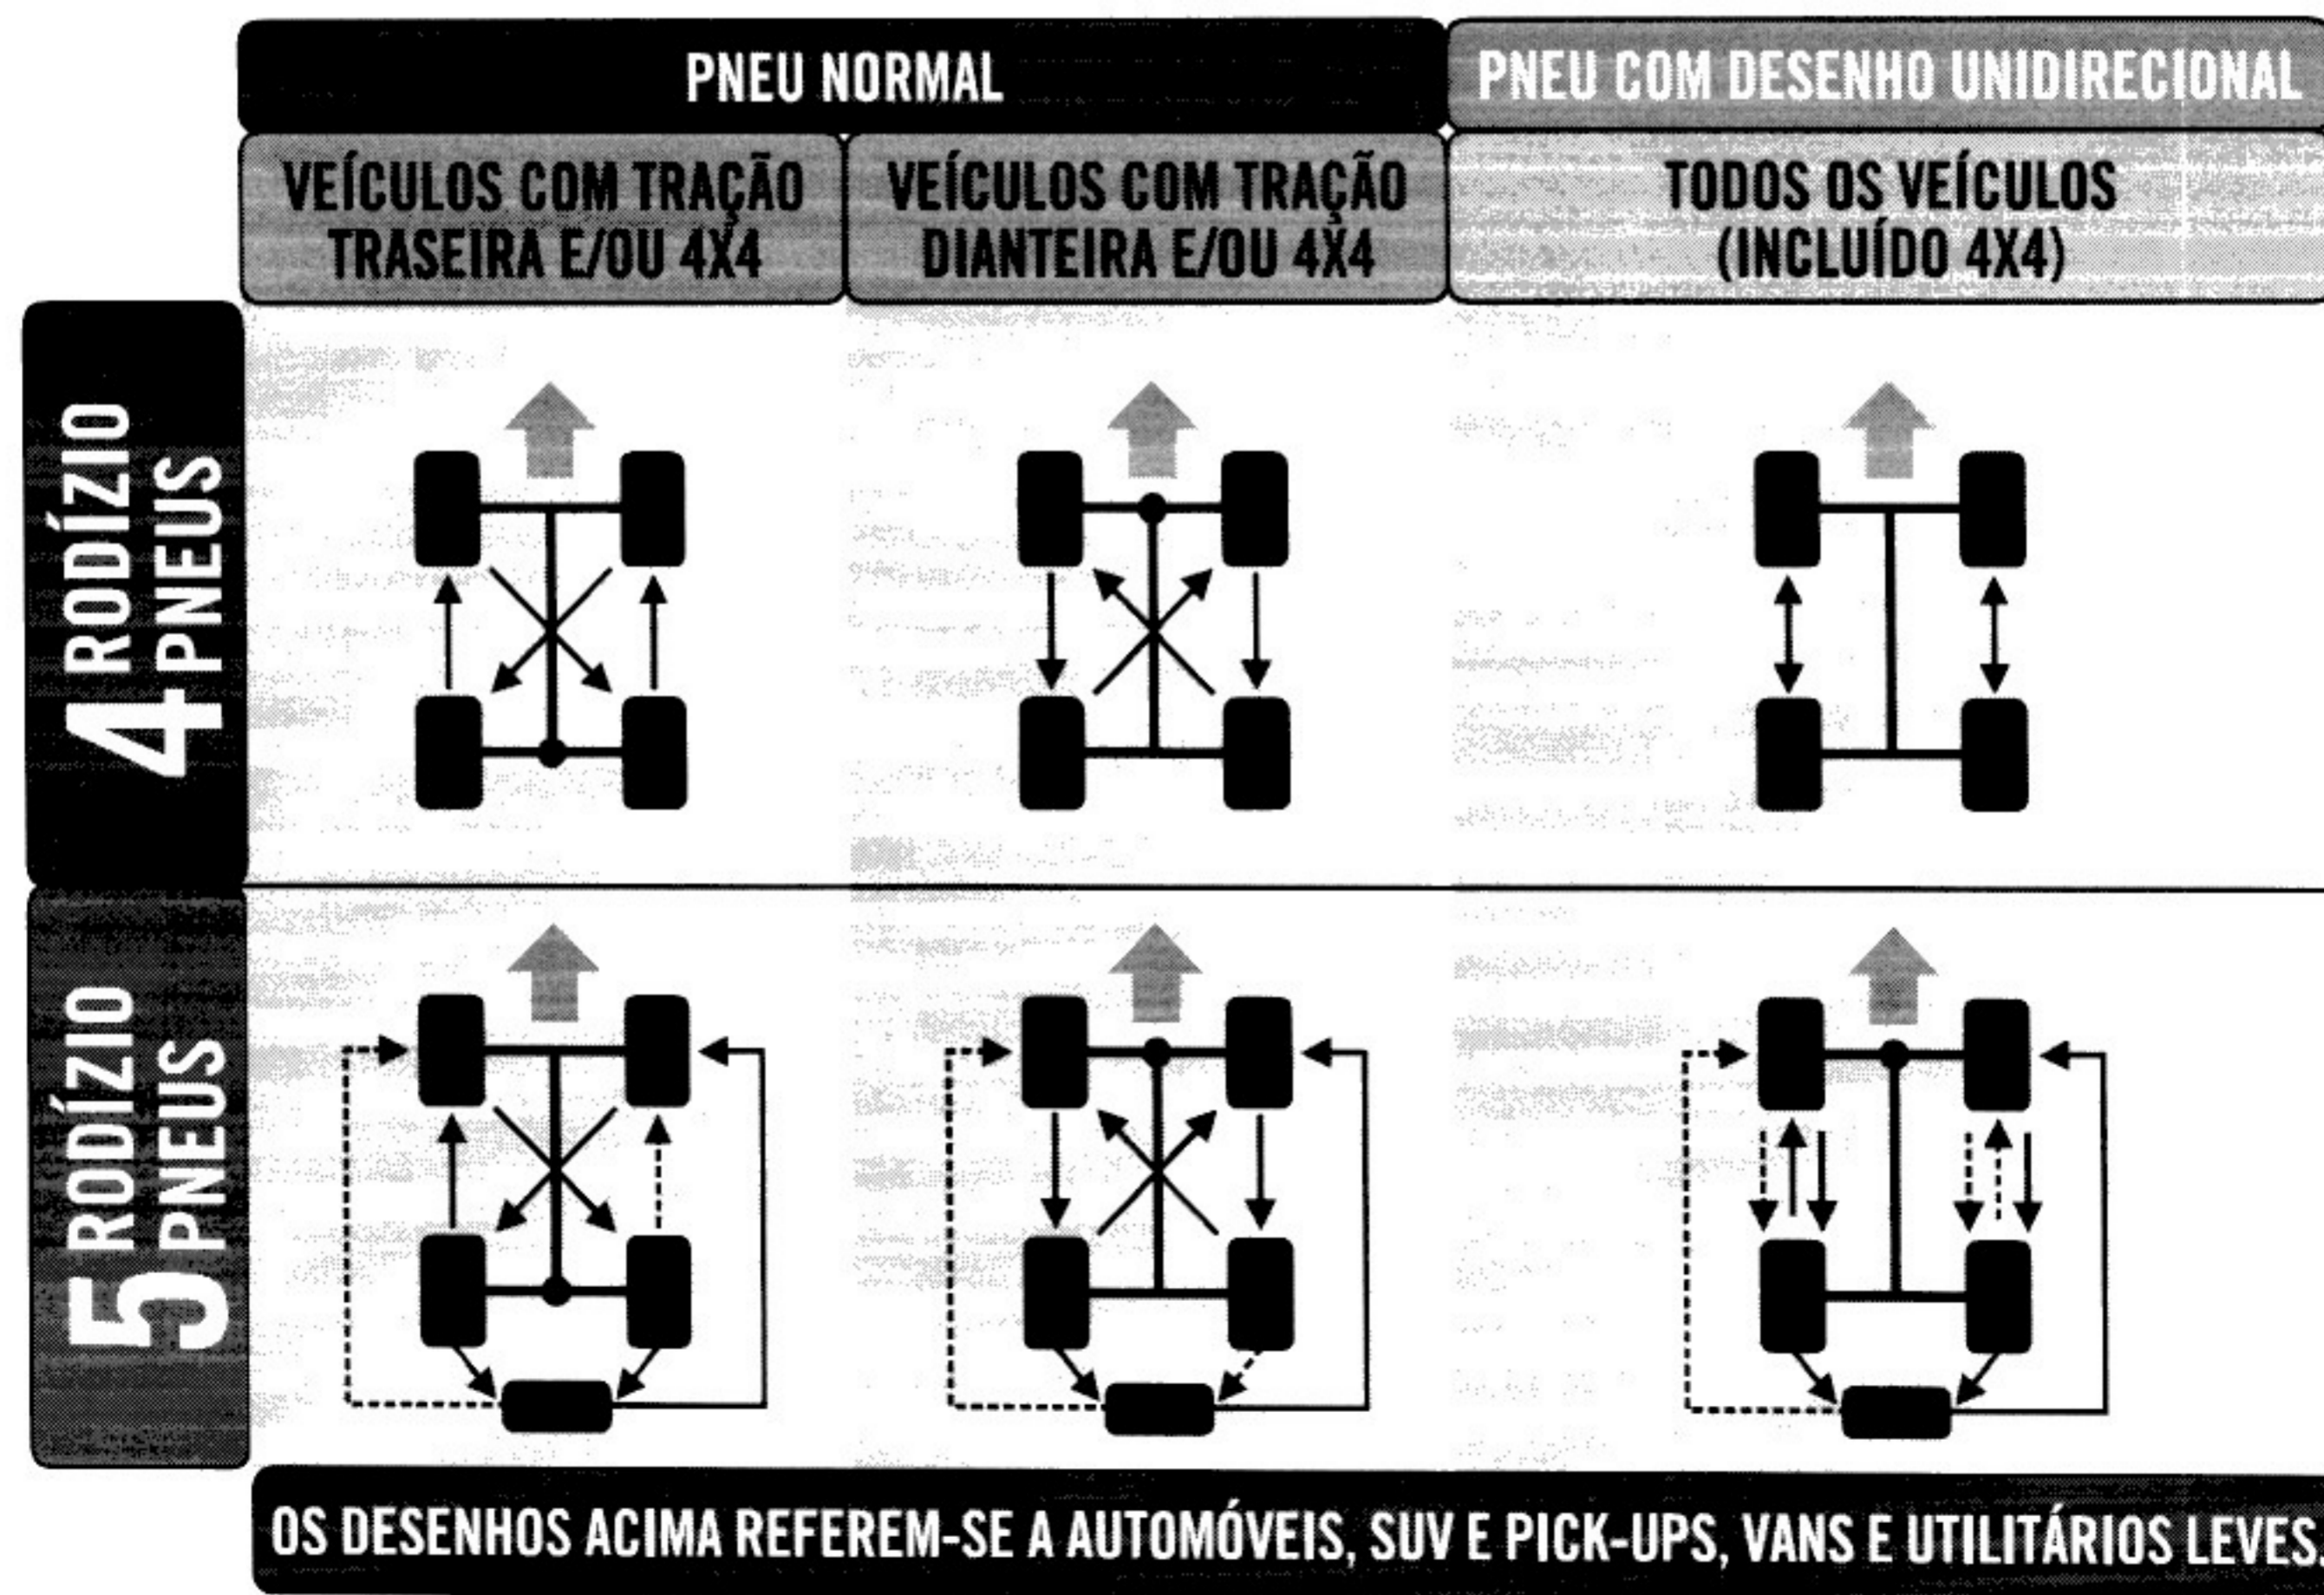 PNEU NORMAL
PNEU COM DESENHO UNIDIRECIONAL
VEÍCULOS COM TRAÇÃO
TRASEIRA E/OU 4X4
VEÍCULOS COM TRAÇÃO
DIANTEIRA E/OU 4X4
TODOS OS VEÍCULOS
(INCLUÍDO 4X4)
4 RODÍZIO
PNEUS
5 RODÍZIO
PNEUS
OS DESENHOS ACIMA REFEREM-SE A AUTOMÓVEIS, SUV E PICK-UPS, VANS E UTILITÁRIOS LEVES.